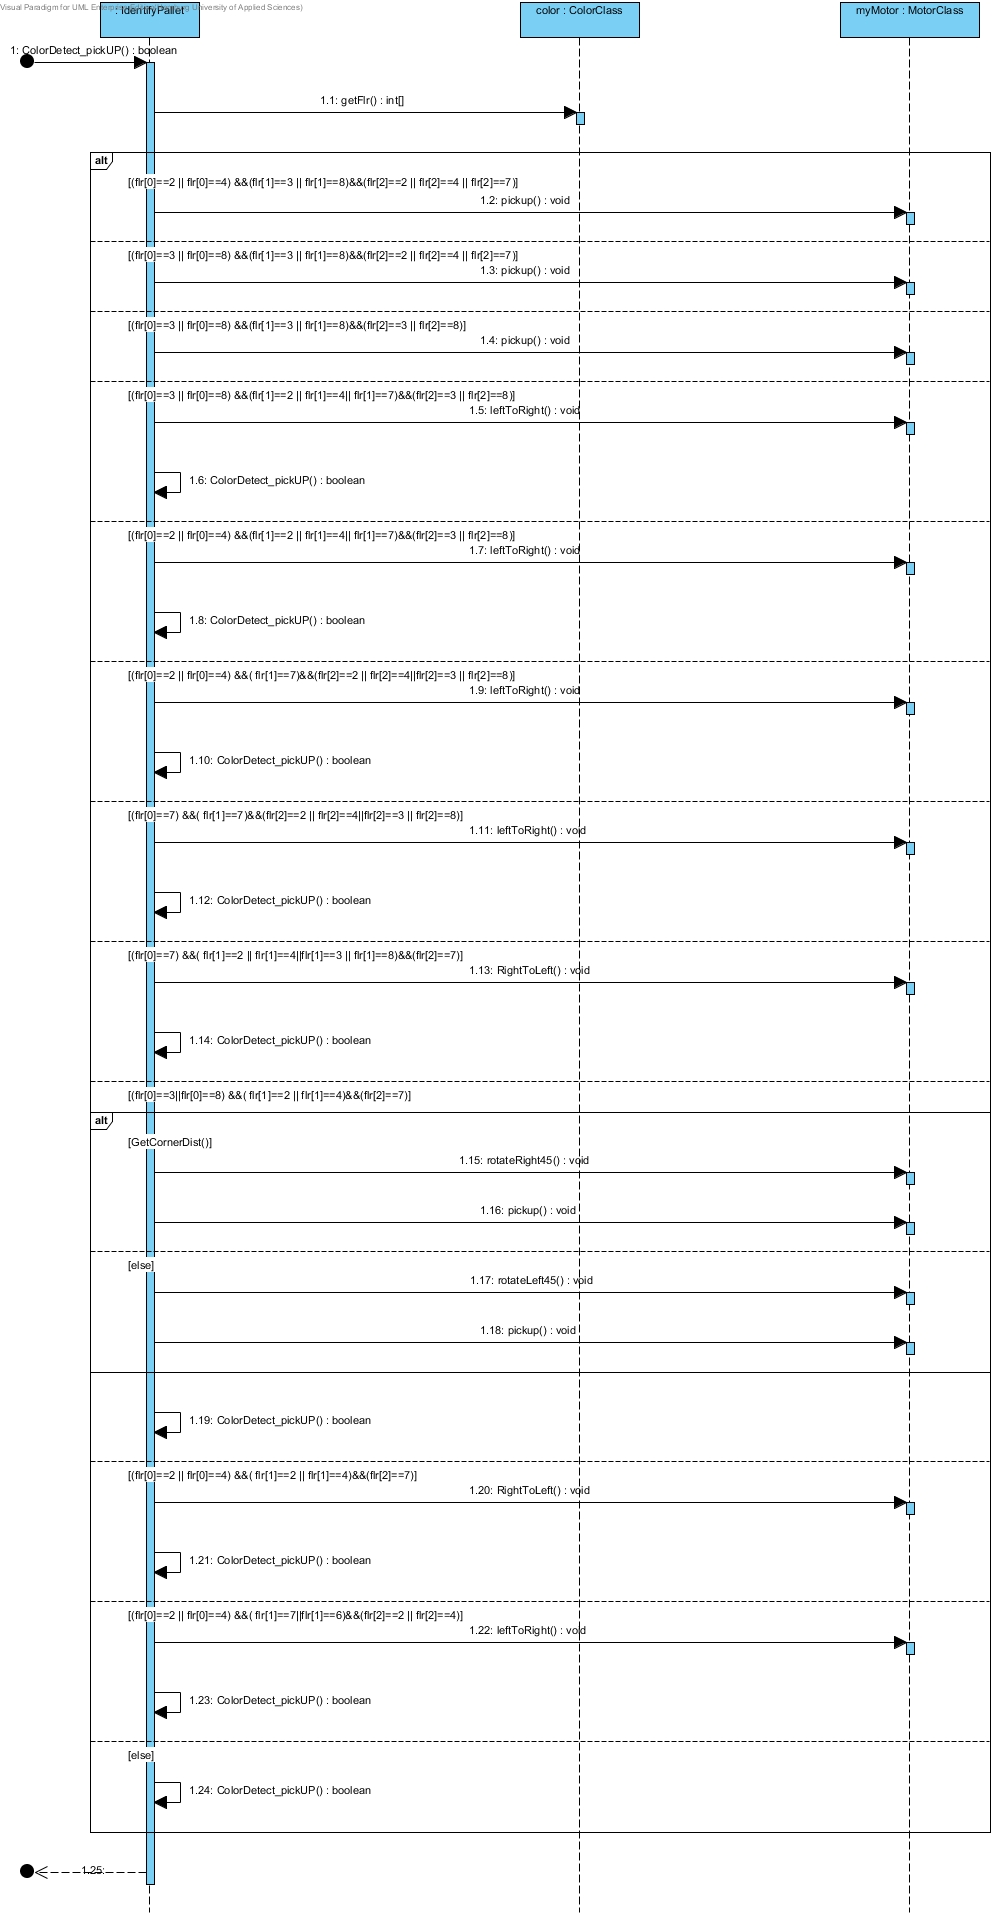 Visual Paradigm for UML Enterprise University of Applied Sciences)
: IdentifyPallet
color : ColorClass
myMotor : MotorClass
1: ColorDetect_pickUP() : boolean
1.1: getFlr() : int[]
alt
[(flr[0]==2 || flr[0]==4) &&(flr[1]==3 || flr[1]==8)&&(flr[2]==2 || flr[2]==4 || flr[2]==7)]
1.2: pickup() : void
[(flr[0]==3 || flr[0]==8) &&(flr[1]==3 || flr[1]==8)&&(flr[2]==2 || flr[2]==4 || flr[2]==7)]
1.3: pickup() : void
[(flr[0]==3 || flr[0]==8) &&(flr[1]==3 || flr[1]==8)&&(flr[2]==3 || flr[2]==8)]
1.4: pickup() : void
[(flr[0]==3 || flr[0]==8) &&(flr[1]==2 || flr[1]==4|| flr[1]==7)&&(flr[2]==3 || flr[2]==8)]
1.5: leftToRight() : void
1.6: ColorDetect_pickUP() : boolean
[(flr[0]==2 || flr[0]==4) &&(flr[1]==2 || flr[1]==4|| flr[1]==7)&&(flr[2]==3 || flr[2]==8)]
1.7: leftToRight() : void
1.8: ColorDetect_pickUP() : boolean
[(flr[0]==2 || flr[0]==4) &&( flr[1]==7)&&(flr[2]==2 || flr[2]==4||flr[2]==3 || flr[2]==8)]
1.9: leftToRight() : void
1.10: ColorDetect_pickUP() : boolean
[(flr[0]==7) &&( flr[1]==7)&&(flr[2]==2 || flr[2]==4||flr[2]==3 || flr[2]==8)]
1.11: leftToRight() : void
1.12: ColorDetect_pickUP() : boolean
[(flr[0]==7) &&( flr[1]==2 || flr[1]==4||flr[1]==3 || flr[1]==8)&&(flr[2]==7)]
1.13: RightToLeft() : void
1.14: ColorDetect_pickUP() : boolean
[(flr[0]==3||flr[0]==8) &&( flr[1]==2 || flr[1]==4)&&(flr[2]==7)]
alt
[GetCornerDist()]
1.15: rotateRight45() : void
1.16: pickup() : void
[else]
1.17: rotateLeft45() : void
1.18: pickup() : void
1.19: ColorDetect_pickUP() : boolean
[(flr[0]==2 || flr[0]==4) &&( flr[1]==2 || flr[1]==4)&&(flr[2]==7)]
1.20: RightToLeft() : void
1.21: ColorDetect_pickUP() : boolean
[(flr[0]==2 || flr[0]==4) &&( flr[1]==7||flr[1]==6)&&(flr[2]==2 || flr[2]==4)]
1.22: leftToRight() : void
1.23: ColorDetect_pickUP() : boolean
[else]
1.24: ColorDetect_pickUP() : boolean
1.25: